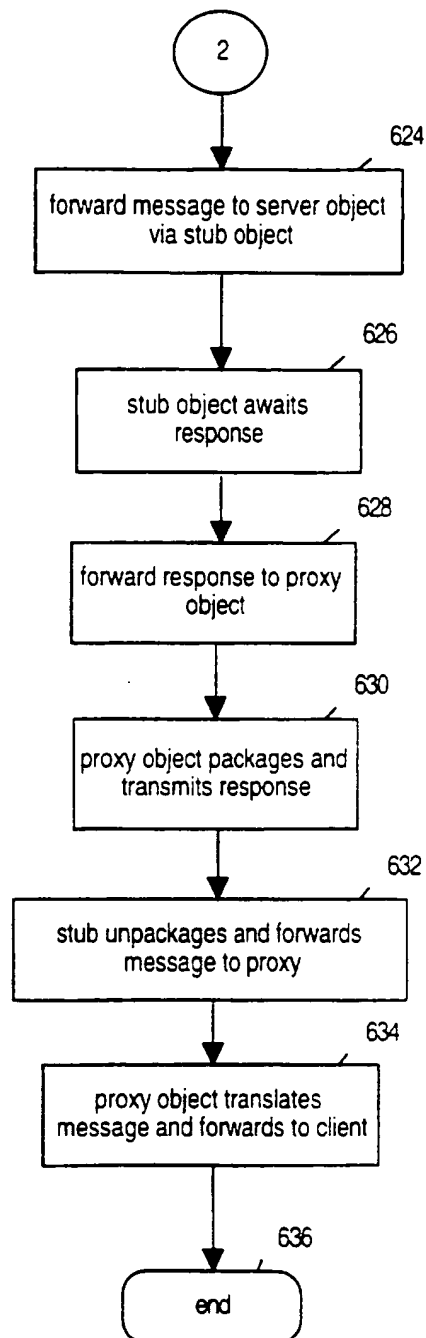 2
624
forward message to server object
via stub object
626
stub object awaits
response
628
forward response to proxy
object
630
proxy object packages and
transmits response
632
stub unpackages and forwards
message to proxy
634
proxy object translates
message and forwards to client
636
end